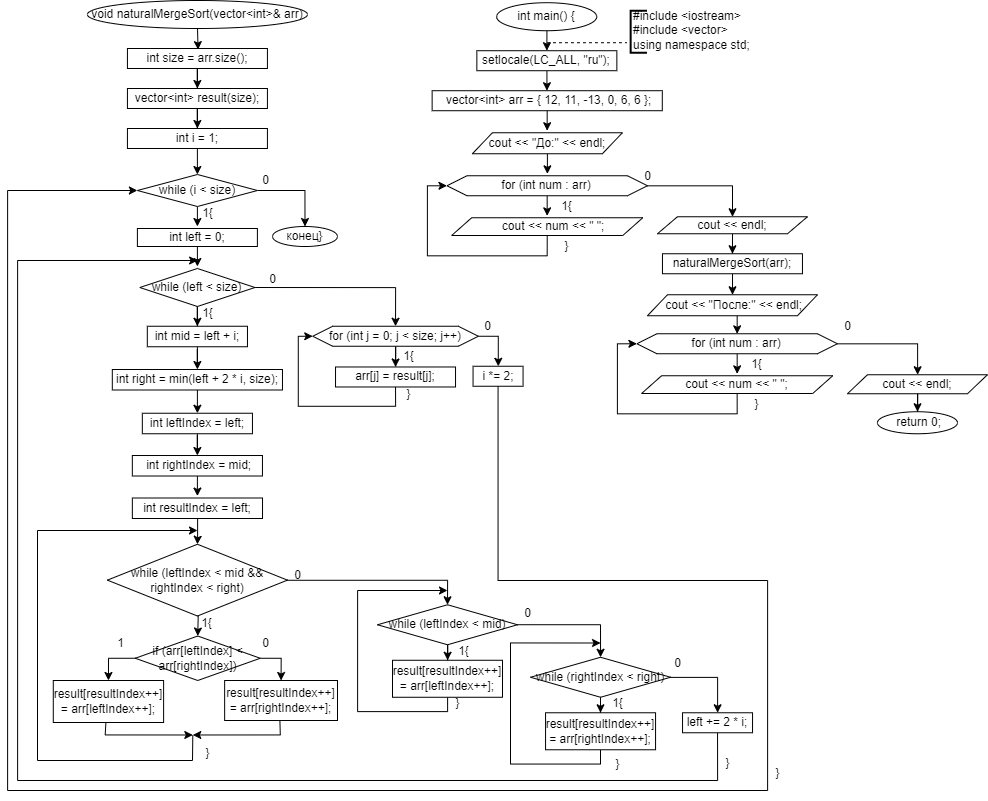 void naturalMergeSort(vector<int>& arr)
int size = arr.size();
vector<int> result(size);
int i = 1;
while (i < size)
0
1{
int left = 0;
конец}
while (left < size)
0
1{
int mid = left + i;
int right = min(left + 2 * i, size);
int leftIndex = left;
int rightIndex = mid;
int resultIndex = left;
while (leftIndex < mid &&
rightIndex < right)
0
1{
if (arr[leftIndex] <
arr[rightIndex])
1
0
result[resultIndex++]
= arr[leftIndex++];
result[resultIndex++]
= arr[rightIndex++];
}
while (leftIndex < mid)
0
1{
result[resultIndex++]
= arr[leftIndex++];
}
while (rightIndex < right)
0
1{
result[resultIndex++]
= arr[rightIndex++];
}
left += 2 * i;
}
for (int j = 0; j < size; j++)
0
1{
arr[j] = result[j];
}
i *= 2;
}
int main() {
#include <iostream>
#include <vector>
using namespace std;
setlocale(LC_ALL, "ru");
vector<int> arr = { 12, 11, -13, 0, 6, 6 };
cout << "До:" << endl;
for (int num : arr)
0
1{
cout << num << " ";
}
cout << endl;
naturalMergeSort(arr);
cout << "После:" << endl;
for (int num : arr)
0
1{
cout << num << " ";
}
cout << endl;
return 0;